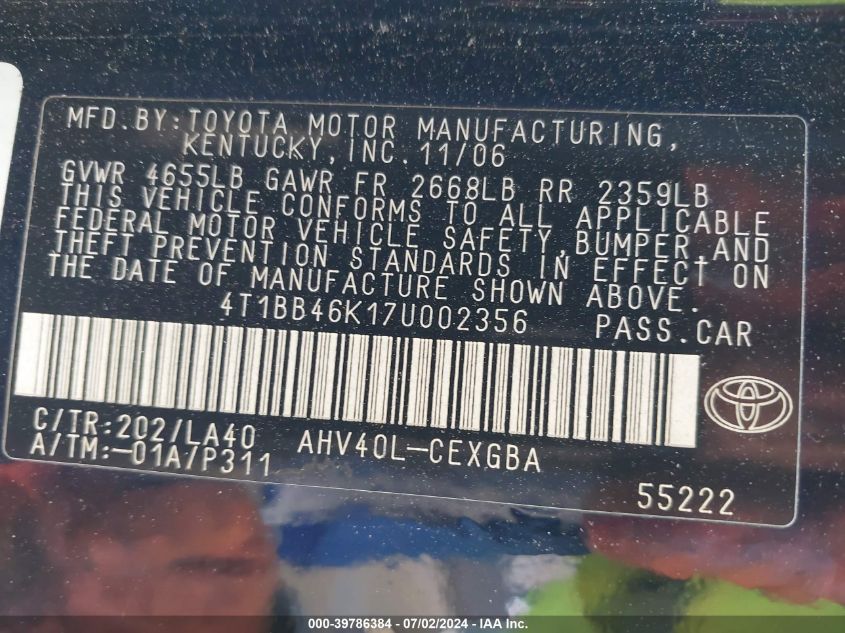 MFD.BY:TOYOTA MOTOR MANUFACTURING,
KENTUCKY,INC.11/06
GVWR 4655LB GAWR FR 2668LB RR 2359LB
THIS VEHICLE CONFORMS TO ALL APPLICABLE
FEDERAL MOTOR VEHICLE SAFETY,BUMPER,AND
THEFT PREVENTION STANDARDS IN EFFECT ON
THE DATE OF MANUFACTURE SHOWN ABOVE.
4T1BB46K17U002356 PASS.CAR
C/TR:202/LA40 AHV40L-CEXGBA
A/TM:-01A/P311
55222
000-39786384 - 07/02/2024 - IAA Inc.